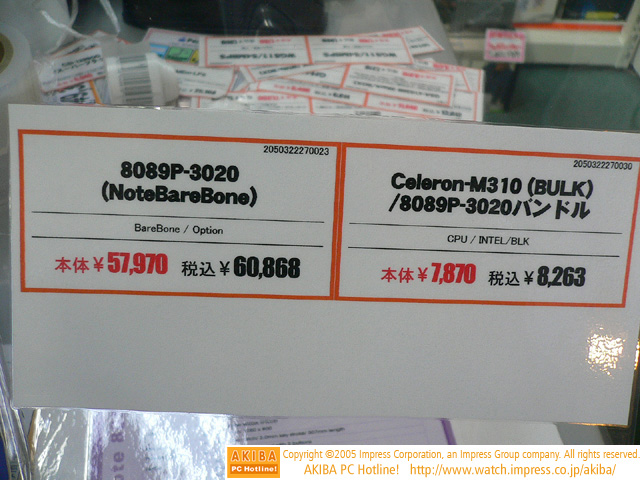 2050322270023
8089P-3020
(NoteBareBone)
BareBone / Option
本体¥57,970 税込¥60,868
2050322270030
Celeron-M310 (BULK)
/8089P-3020バンドル
CPU / INTEL/BLK
本体¥7,870 税込¥8,263
AKIBA
PC Hotline!
Copyright ©2005 Impress Corporation, an Impress Group company. All rights reserved.
AKIBA PC Hotline! http://www.watch.impress.co.jp/akiba/